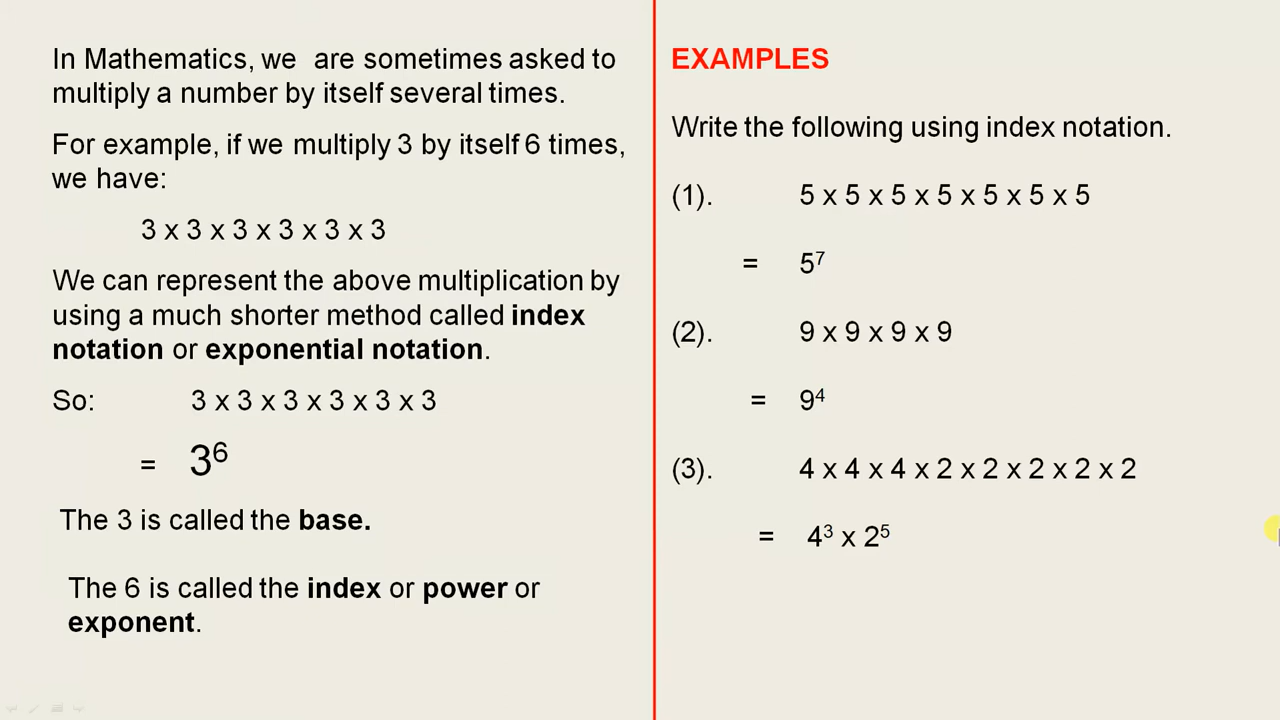 In Mathematics, we are sometimes asked to
multiply a number by itself several times.
For example, if we multiply 3 by itself 6 times,
we have:
3 x 3 x 3 x 3 x 3 x 3
We can represent the above multiplication by
using a much shorter method called index
notation or exponential notation.
So: 3 x 3 x 3 x 3 x 3 x 3
= 3⁶
The 3 is called the base.
The 6 is called the index or power or
exponent.
EXAMPLES
Write the following using index notation.
(1). 5 x 5 x 5 x 5 x 5 x 5 x 5
= 5⁷
(2). 9 x 9 x 9 x 9
= 9⁴
(3). 4 x 4 x 4 x 2 x 2 x 2 x 2 x 2
= 4³ x 2⁵